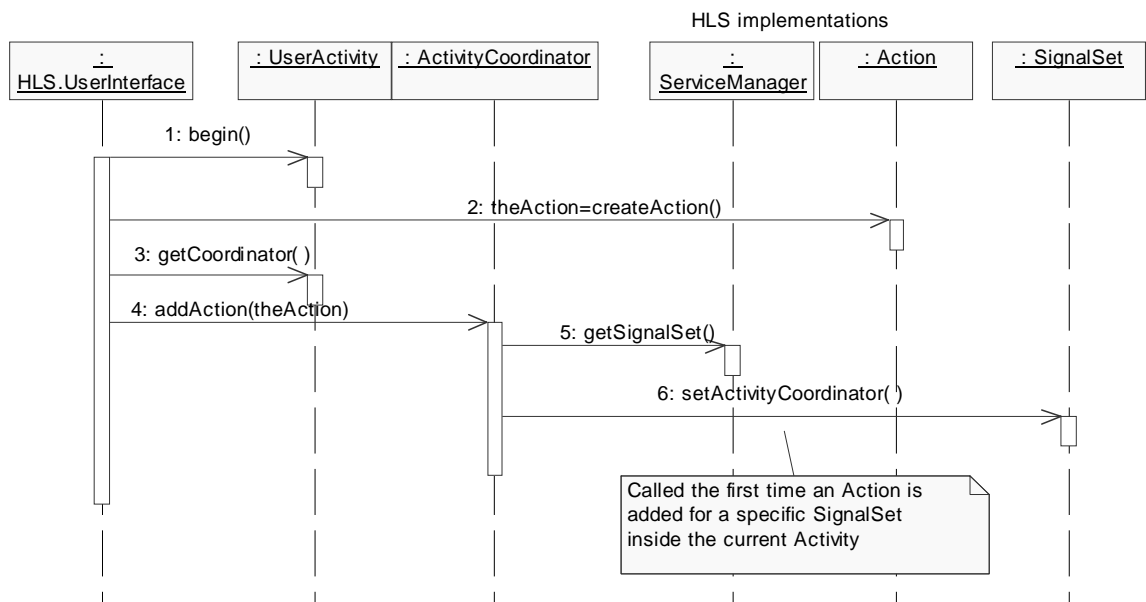 HLS implementations
:
HLS.UserInterface
: UserActivity
: ActivityCoordinator
:
ServiceManager
: Action
: SignalSet
1: begin()
2: theAction=createAction()
3: getCoordinator( )
4: addAction(theAction)
5: getSignalSet()
6: setActivityCoordinator( )
Called the first time an Action is
added for a specific SignalSet
inside the current Activity